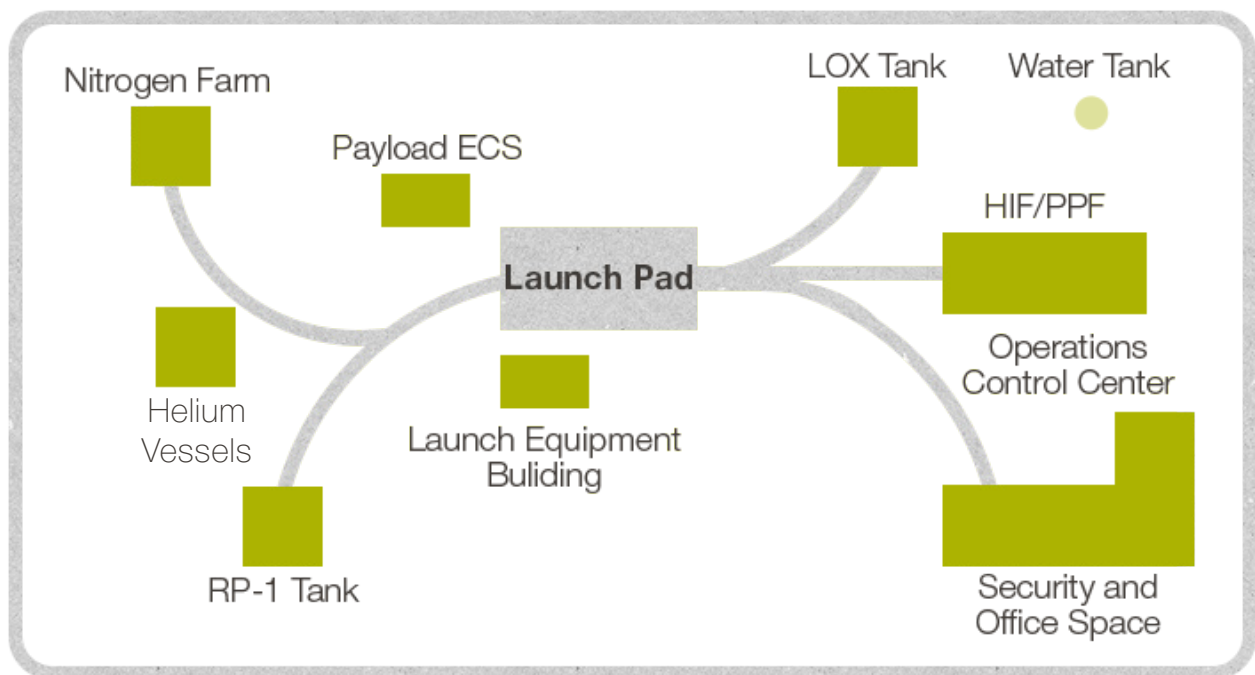 Nitrogen Farm
Payload ECS
LOX Tank
Water Tank
HIF/PPF
Launch Pad
Operations
Control Center
Helium
Vessels
Launch Equipment
Buliding
RP-1 Tank
Security and
Office Space